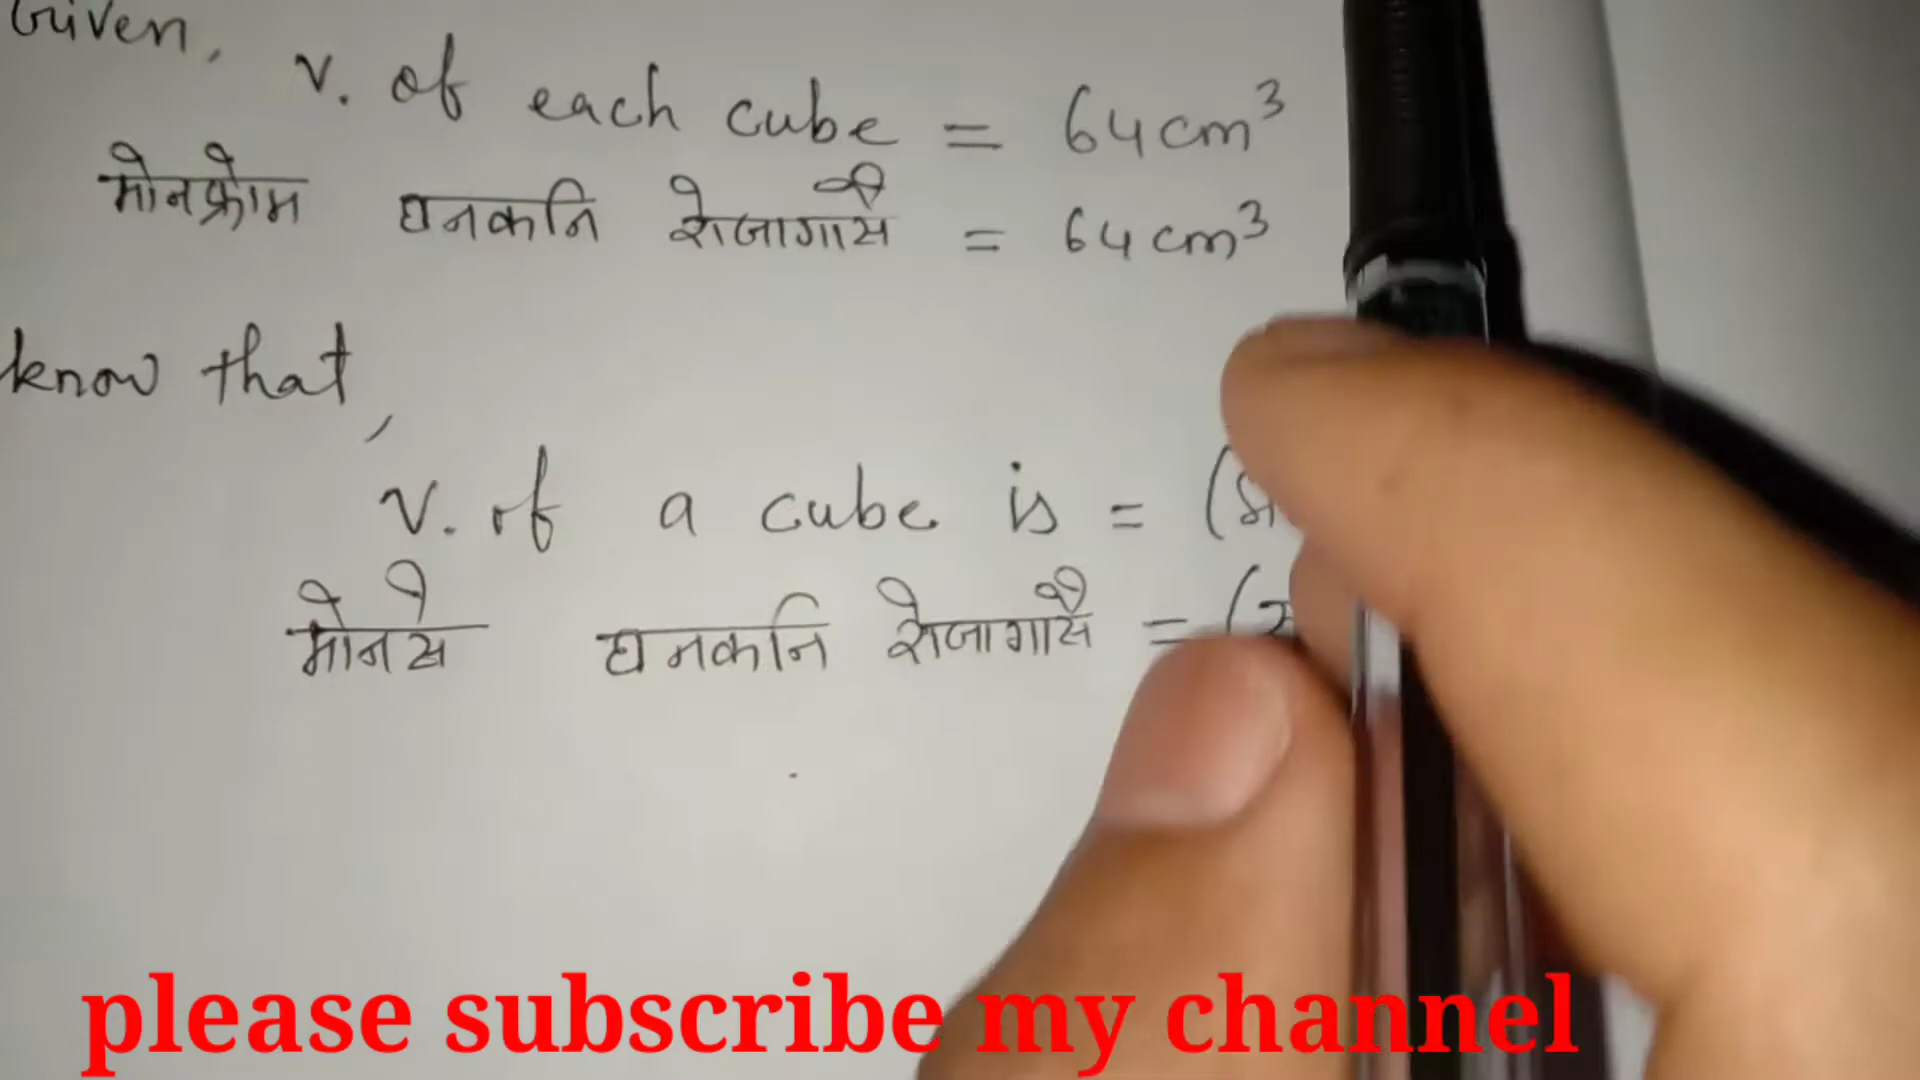 Given,
v. of each cube = 64cm³
मोनफ्रोम घनकनि रोजागासै = 64cm³
know that,
v. of a cube is = (
मोनसे घनकनि रोजागासै = (
please subscribe my channel